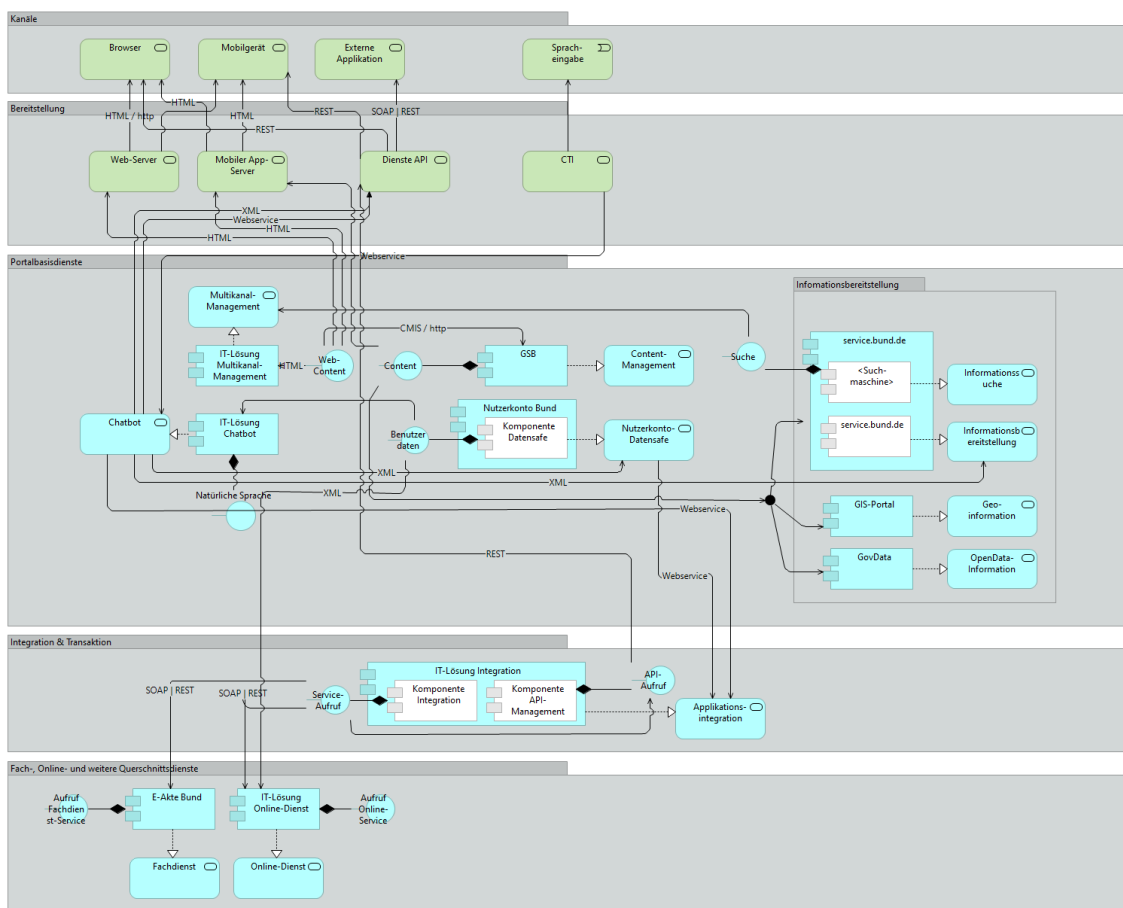 Kanäle
Browser
Mobilgerät
Externe
Applikation
Sprach-
eingabe
HTML
HTML / http
HTML
REST
SOAP | REST
REST
Bereitstellung
Web-Server
Mobiler App-
Server
Dienste API
CTI
XML
Webservice
HTML
HTML
Webservice
Portalbasisdienste
Infomationsbereitstellung
Multikanal-
Management
CMIS / http
IT-Lösung
Multikanal-
Management
HTML
Web-
Content
Content
GSB
Content-
Management
Suche
service.bund.de
<Such-
maschine>
Informationssu
uche
service.bund.de
Informationsb
ereitstellung
Chatbot
IT-Lösung
Chatbot
Benutzer
daten
Nutzerkonto Bund
Komponente
Datensafe
Nutzerkonto-
Datensafe
XML
XML
XML
Natürliche Sprache
Webservice
GIS-Portal
Geo-
information
REST
GovData
OpenData-
Information
Webservice
Integration & Transaktion
SOAP | REST
SOAP | REST
Service-
Aufruf
IT-Lösung Integration
Komponente
Integration
Komponente
API-
Management
API-
Aufruf
Applikations-
integration
Fach-, Online- und weitere Querschnittsdienste
Aufruf
Fachdien
st-Service
E-Akte Bund
IT-Lösung
Online-Dienst
Aufruf
Online-
Service
Fachdienst
Online-Dienst